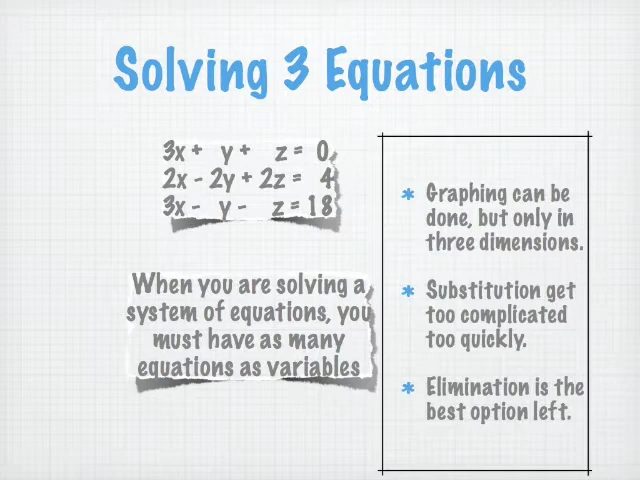 Solving 3 Equations
3x + y + z = 0
2x - 2y + 2z = 4
3x - y - z = 18
When you are solving a
system of equations, you
must have as many
equations as variables
* Graphing can be
done, but only in
three dimensions.
* Substitution get
too complicated
too quickly.
* Elimination is the
best option left.